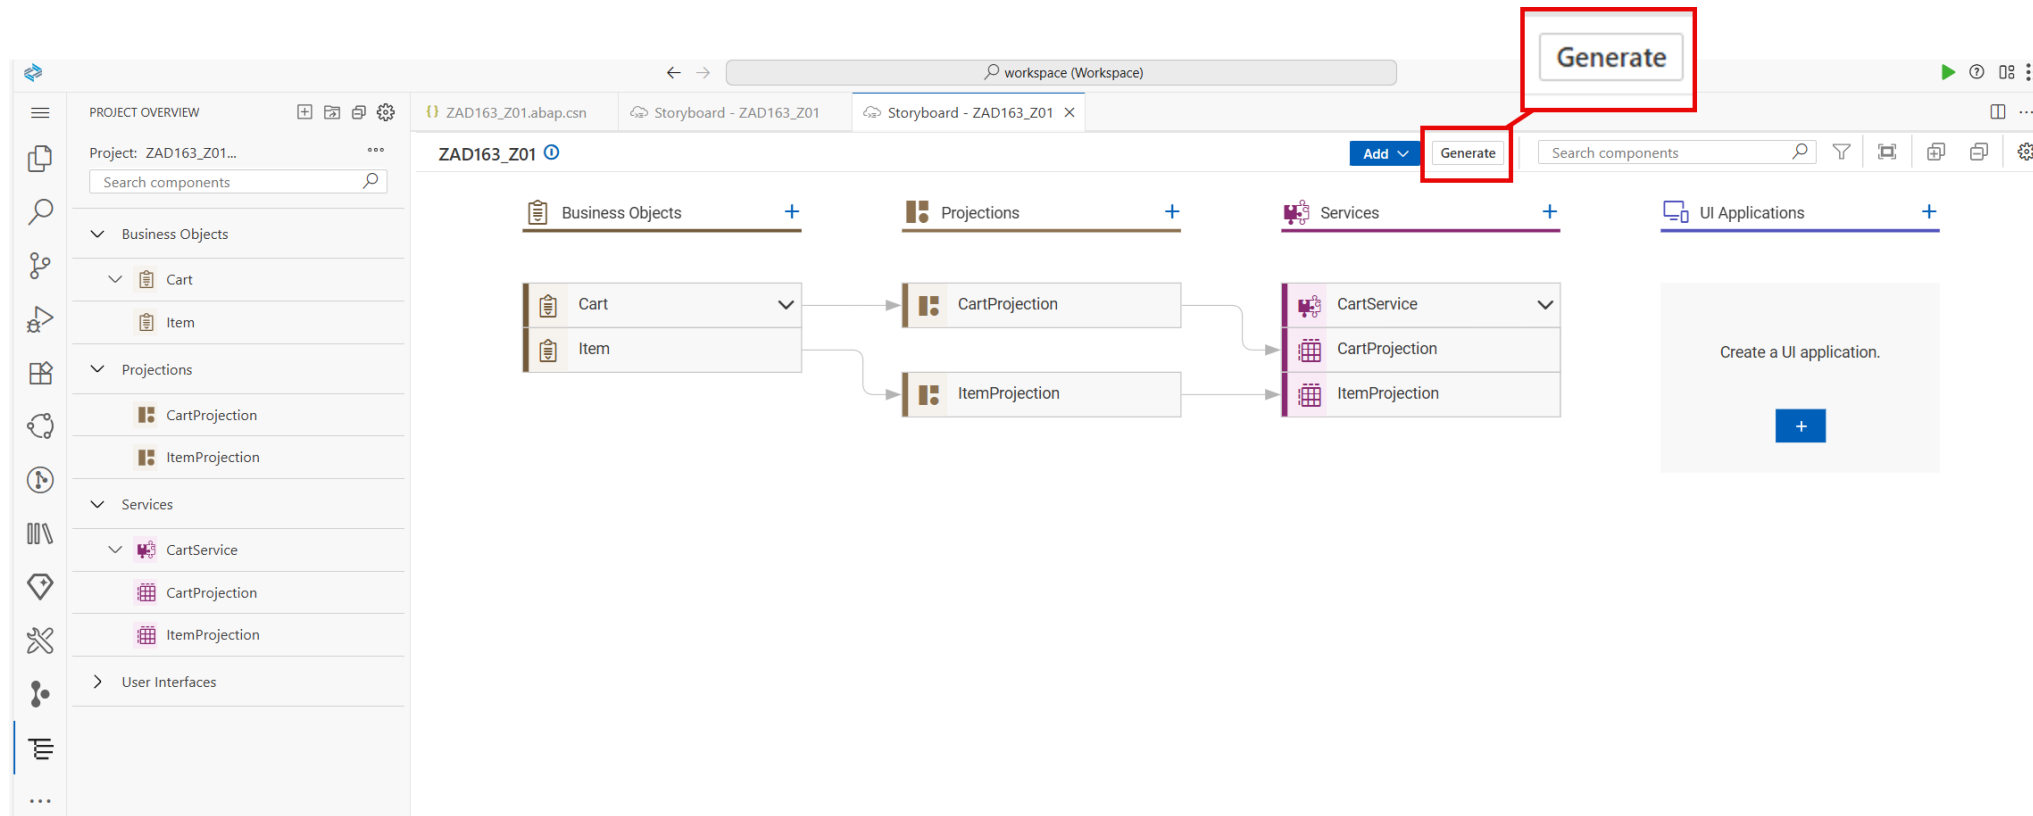 Generate
workspace (Workspace)
PROJECT OVERVIEW
ZAD163_Z01.abap.csn
Storyboard - ZAD163_Z01
Storyboard - ZAD163_Z01
Project: ZAD163_Z01...
ZAD163_Z01
Add
Generate
Search components
Search components
Business Objects
Projections
Services
UI Applications
Business Objects
Cart
Item
Projections
CartProjection
ItemProjection
Services
CartService
CartProjection
ItemProjection
User Interfaces
Cart
Item
CartProjection
ItemProjection
CartService
CartProjection
ItemProjection
Create a UI application.